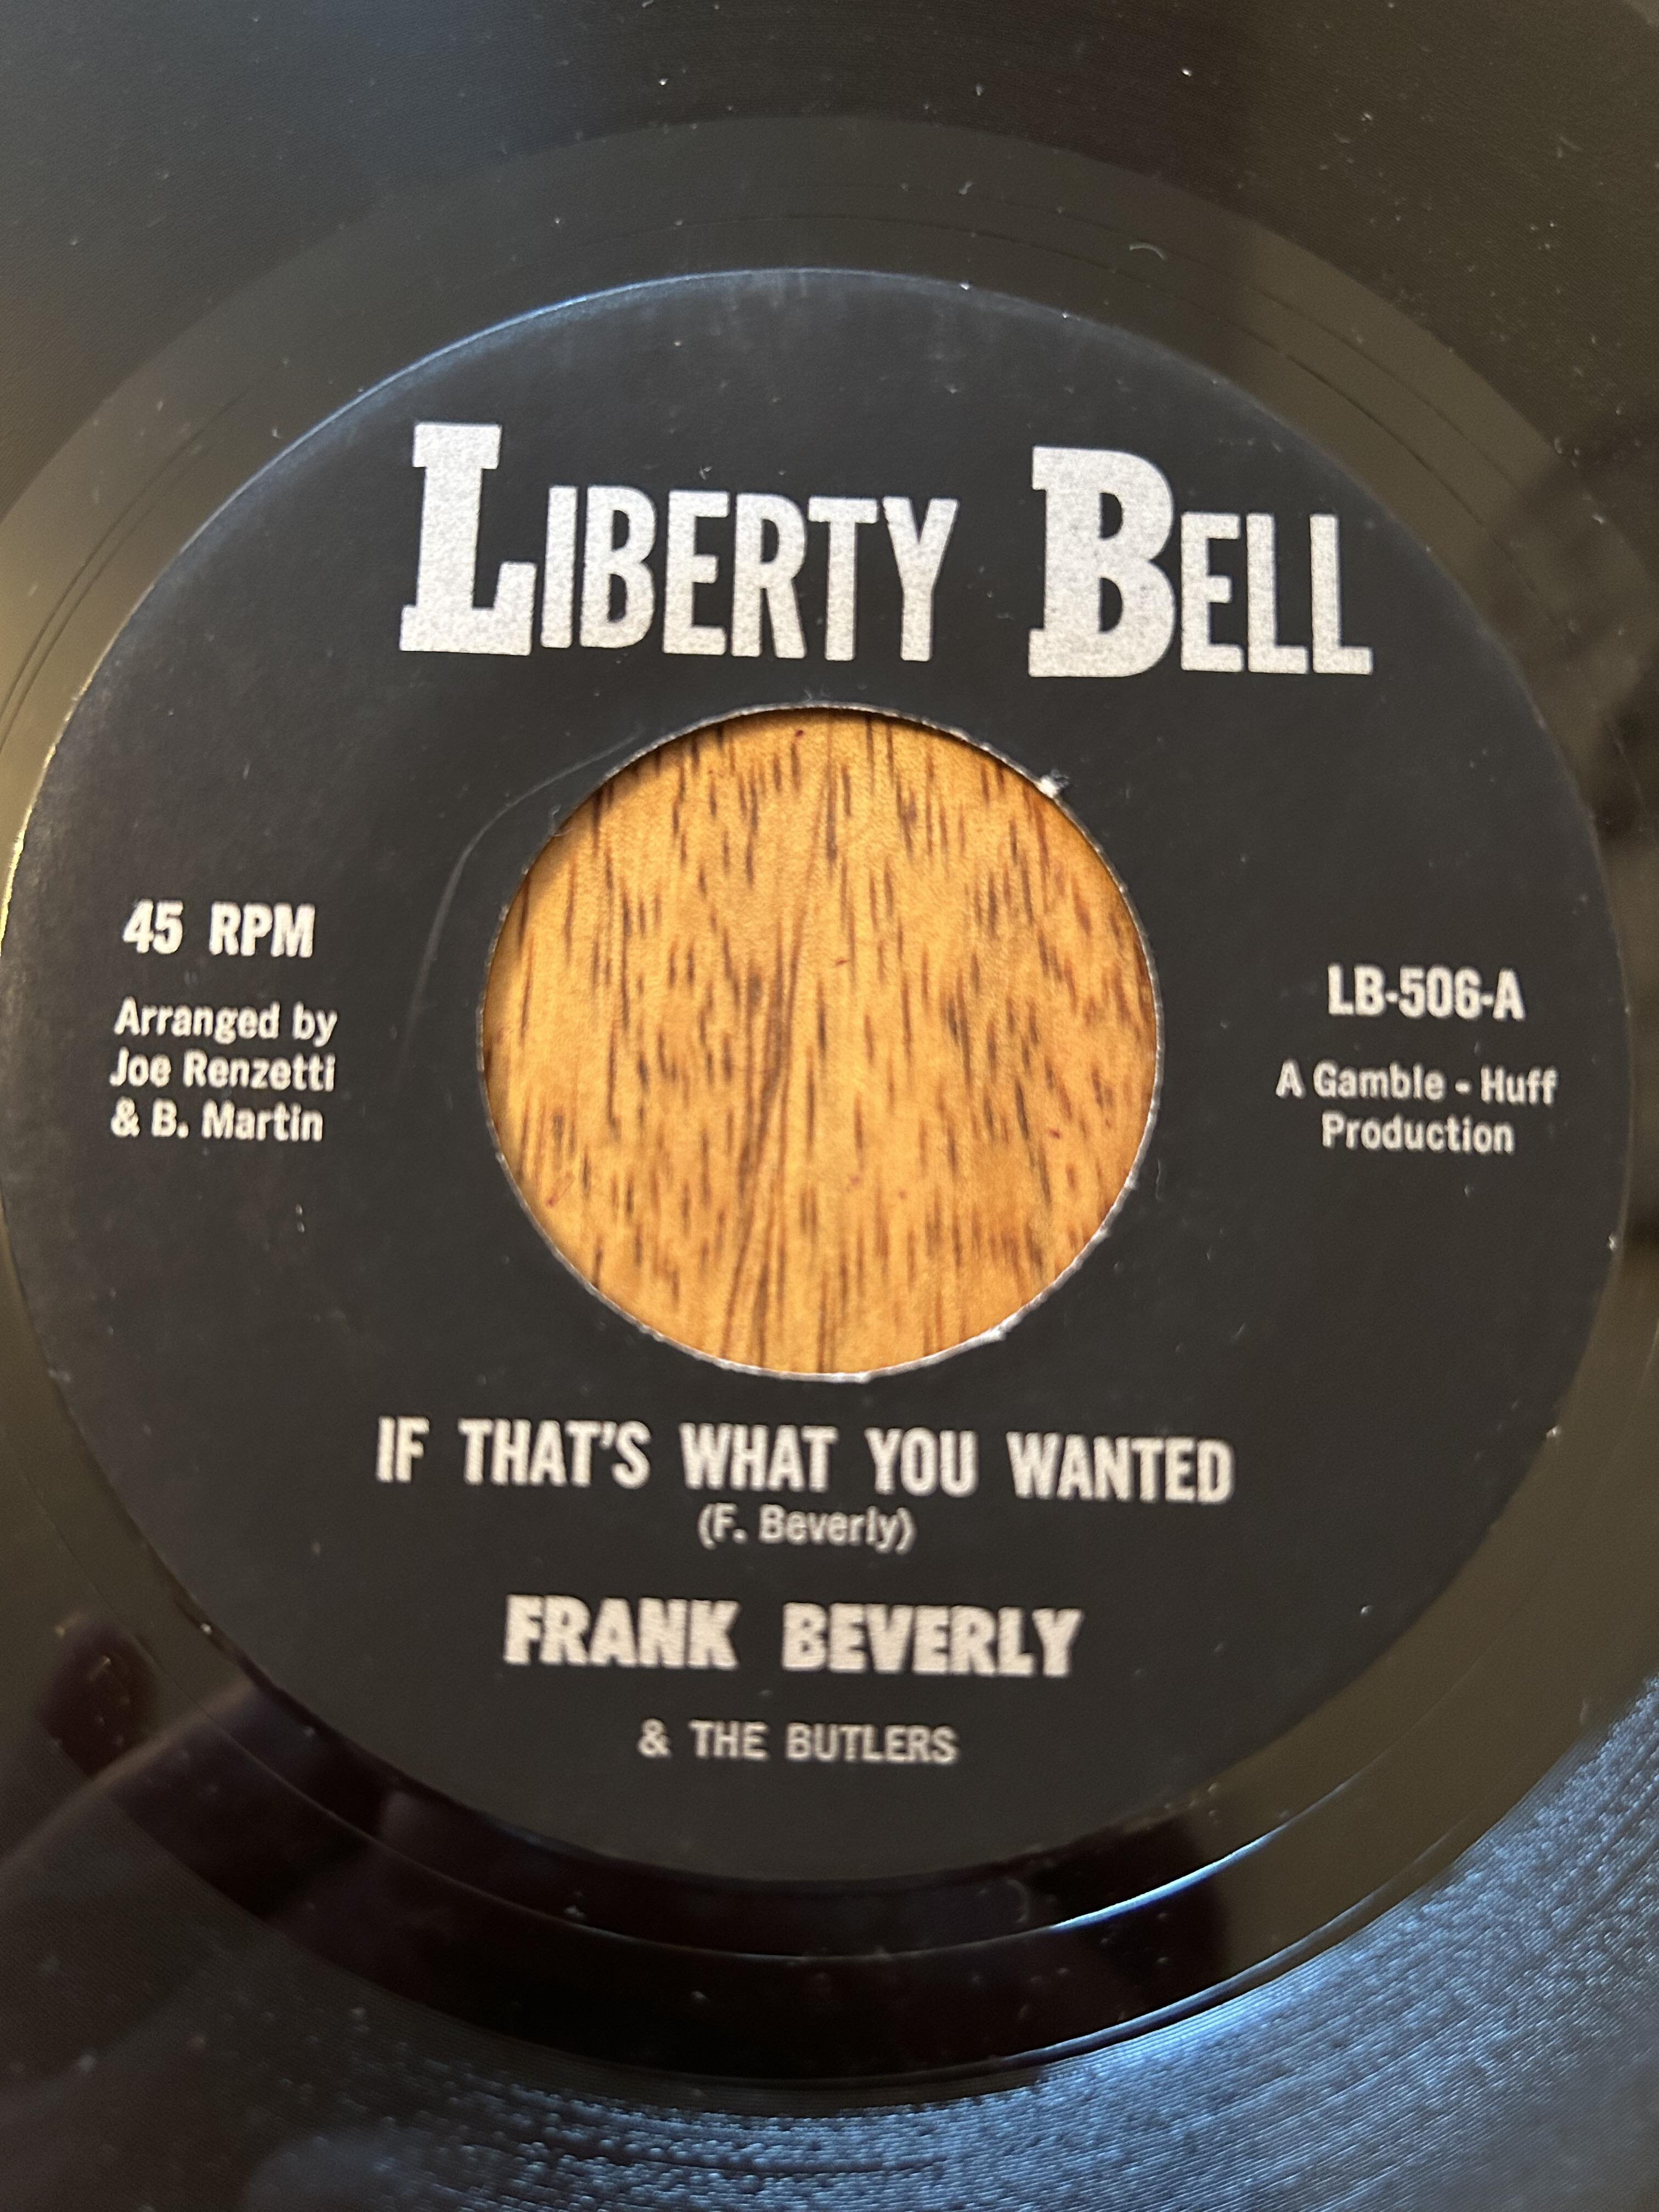 LIBERTY BELL
45 RPM
Arranged by
Joe Renzetti
& B. Martin
LB-506-A
A Gamble - Huff
Production
IF THAT'S WHAT YOU WANTED
(F. Beverly)
FRANK BEVERLY
& THE BUTLERS